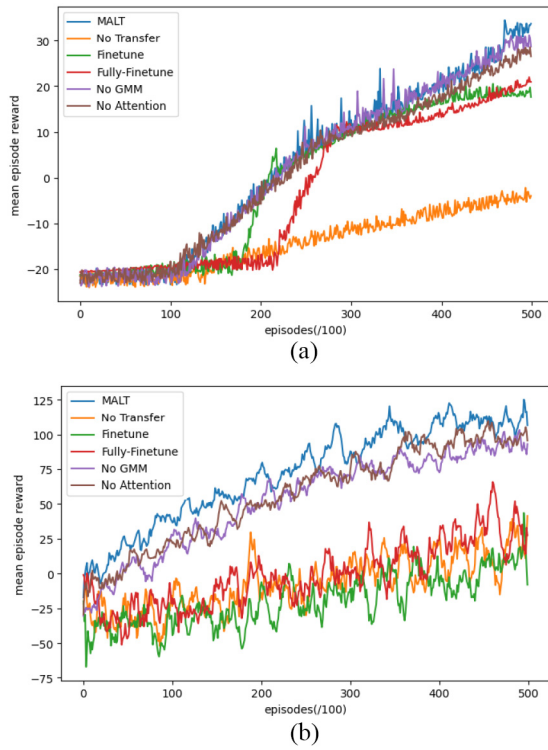 MALT
No Transfer
Finetune
Fully-Finetune
No GMM
No Attention
30
20
10
0
−10
−20
mean episode reward
0 100 200 300 400 500
episodes(/100)
(a)
MALT
No Transfer
Finetune
Fully-Finetune
No GMM
No Attention
125
100
75
50
25
0
−25
−50
−75
mean episode reward
0 100 200 300 400 500
episodes(/100)
(b)